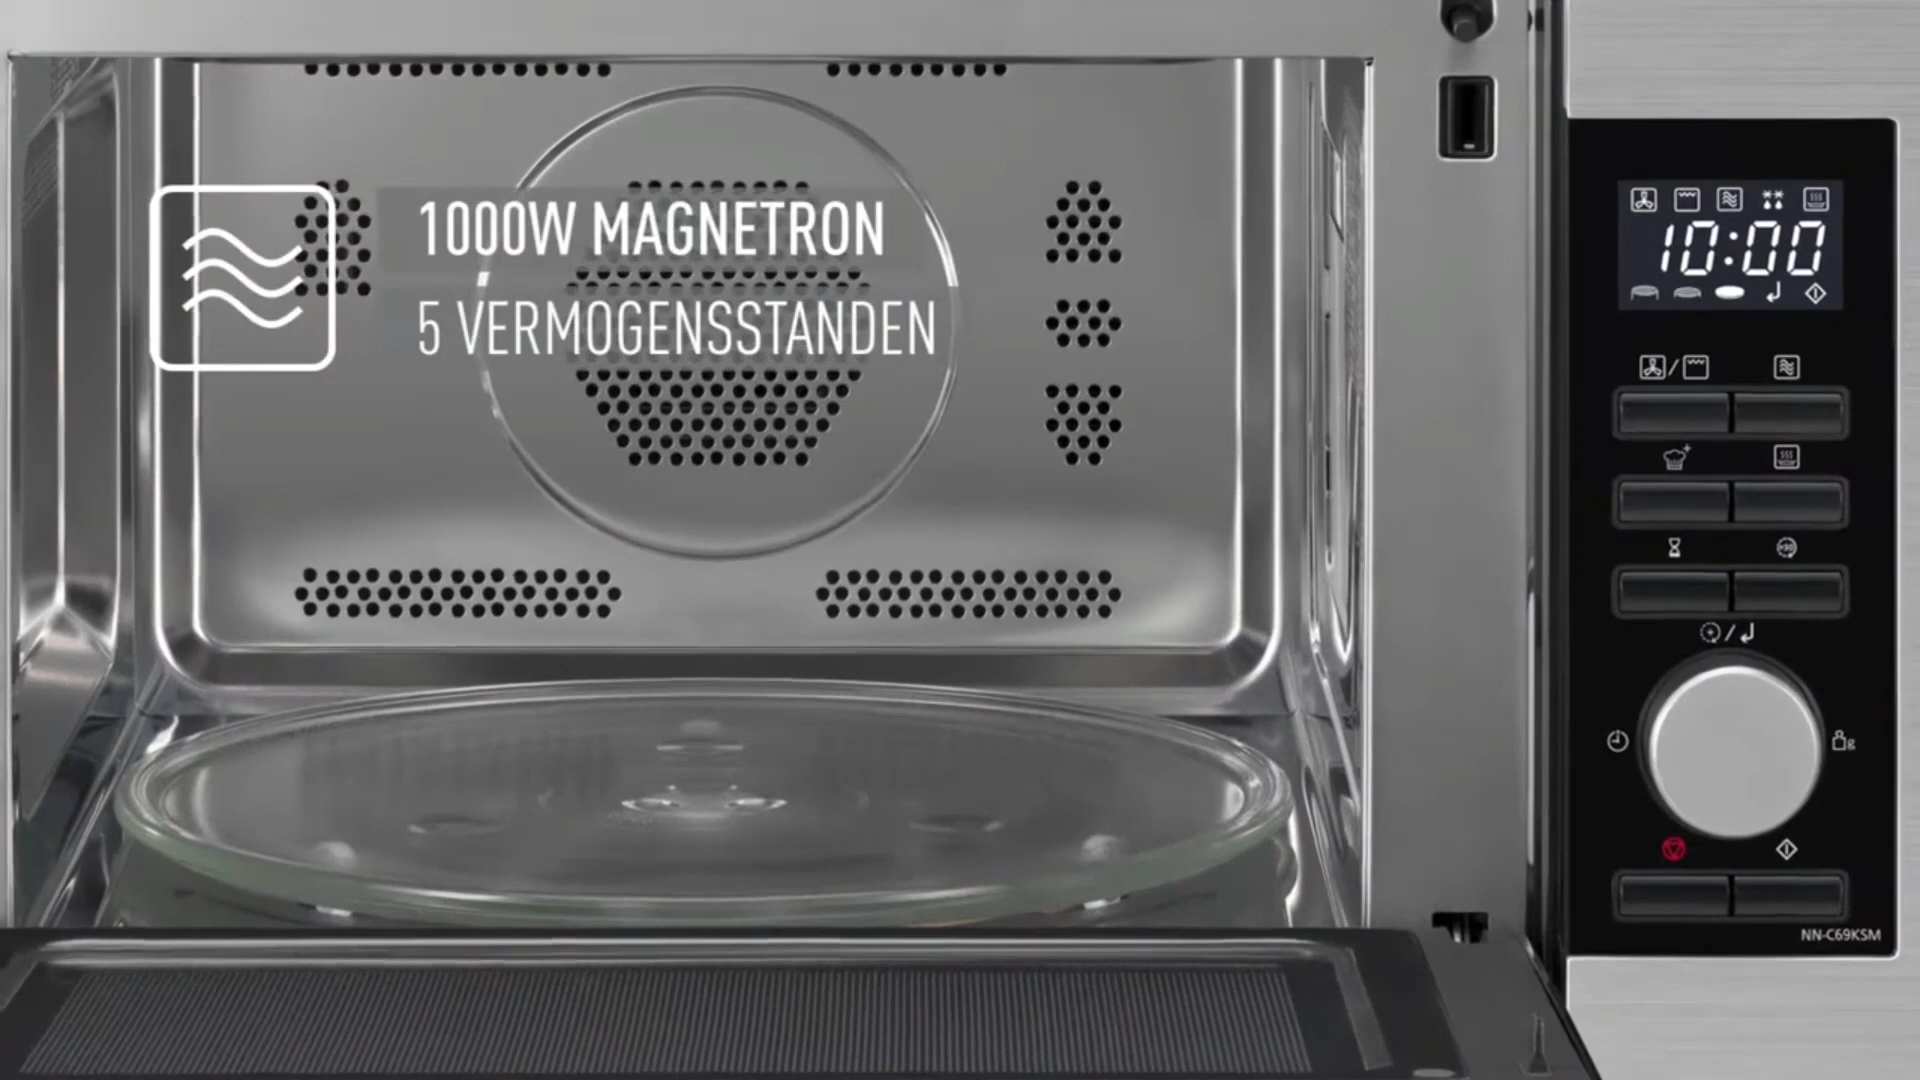 1000W MAGNETRON
5 VERMOGENSSTANDEN
10:00
g
NN-C69KSM